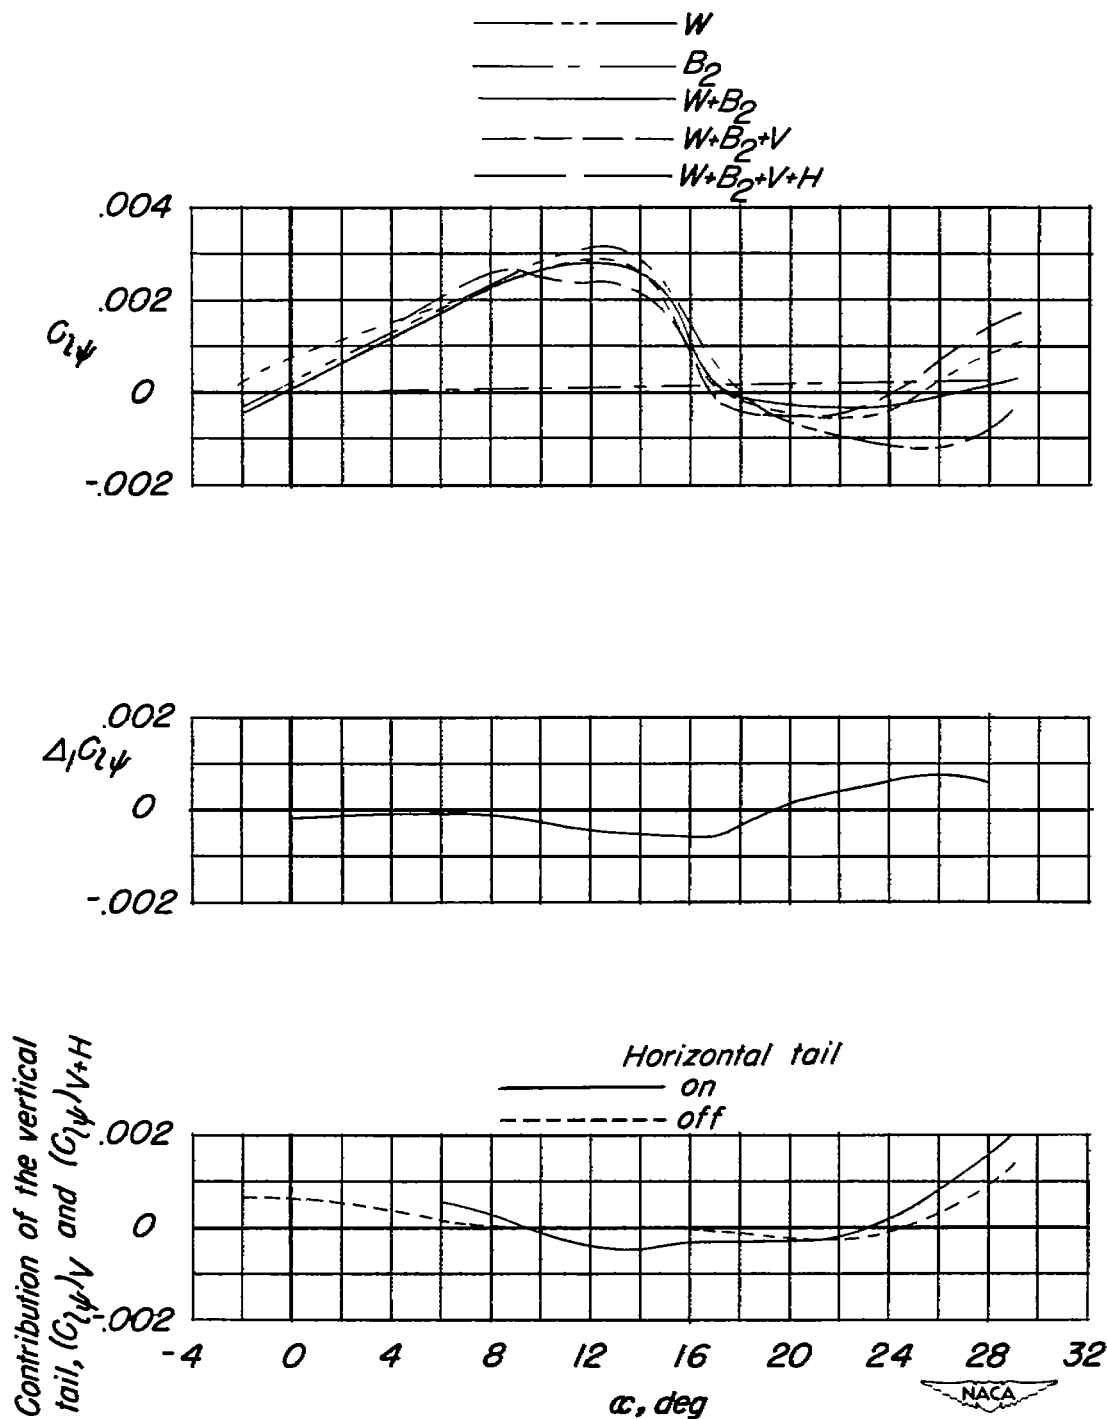 W
B2
W+B2
W+B2+V
W+B2+V+H
.004
.002
0
-.002
Clψ
.002
Δ1Clψ
0
-.002
Contribution of the vertical
tail, (Clψ)V and (Clψ)V+H
Horizontal tail
on
off
.002
0
-.002
-4 0 4 8 12 16 20 24 28 32
α, deg
NACA